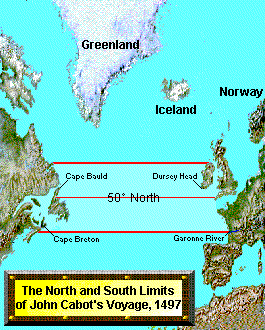 Greenland
Norway
Iceland
Cape Bauld
Dursey Head
50° North
Cape Breton
Garonne River
The North and South Limits
of John Cabot's Voyage, 1497